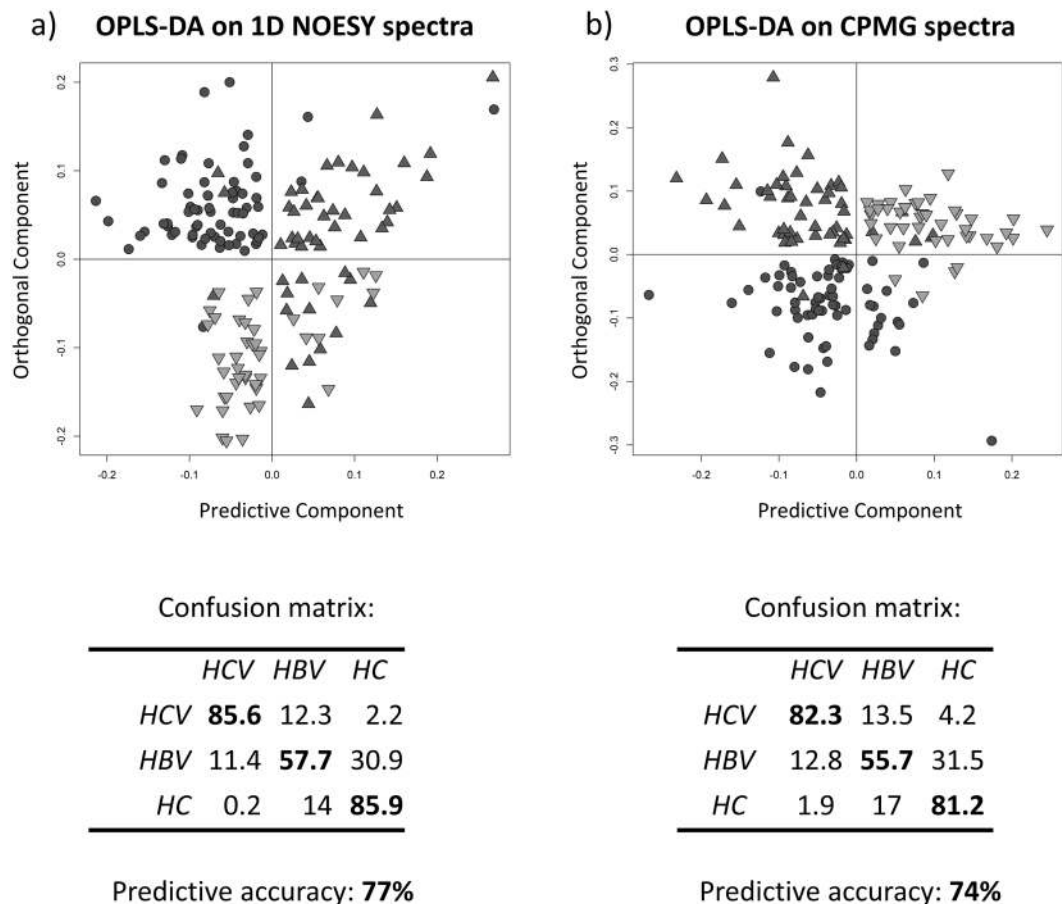 a) OPLS-DA on 1D NOESY spectra
0.2
0.1
0.0
-0.1
-0.2
Orthogonal Component
-0.2 -0.1 0.0 0.1 0.2
Predictive Component
Confusion matrix:
HCV HBV HC
HCV 85.6 12.3 2.2
HBV 11.4 57.7 30.9
HC 0.2 14 85.9
Predictive accuracy: 77%
b) OPLS-DA on CPMG spectra
0.3
0.2
0.1
0.0
-0.1
-0.2
-0.3
Orthogonal Component
-0.2 -0.1 0.0 0.1 0.2
Predictive Component
Confusion matrix:
HCV HBV HC
HCV 82.3 13.5 4.2
HBV 12.8 55.7 31.5
HC 1.9 17 81.2
Predictive accuracy: 74%